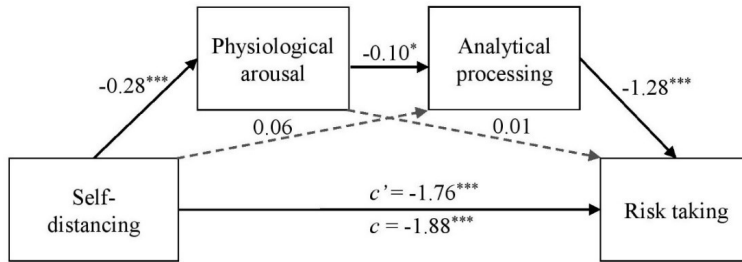 Physiological
arousal
-0.10*
Analytical
processing
-0.28***
-1.28***
0.06
0.01
Self-
distancing
c’= -1.76***
c = -1.88***
Risk taking